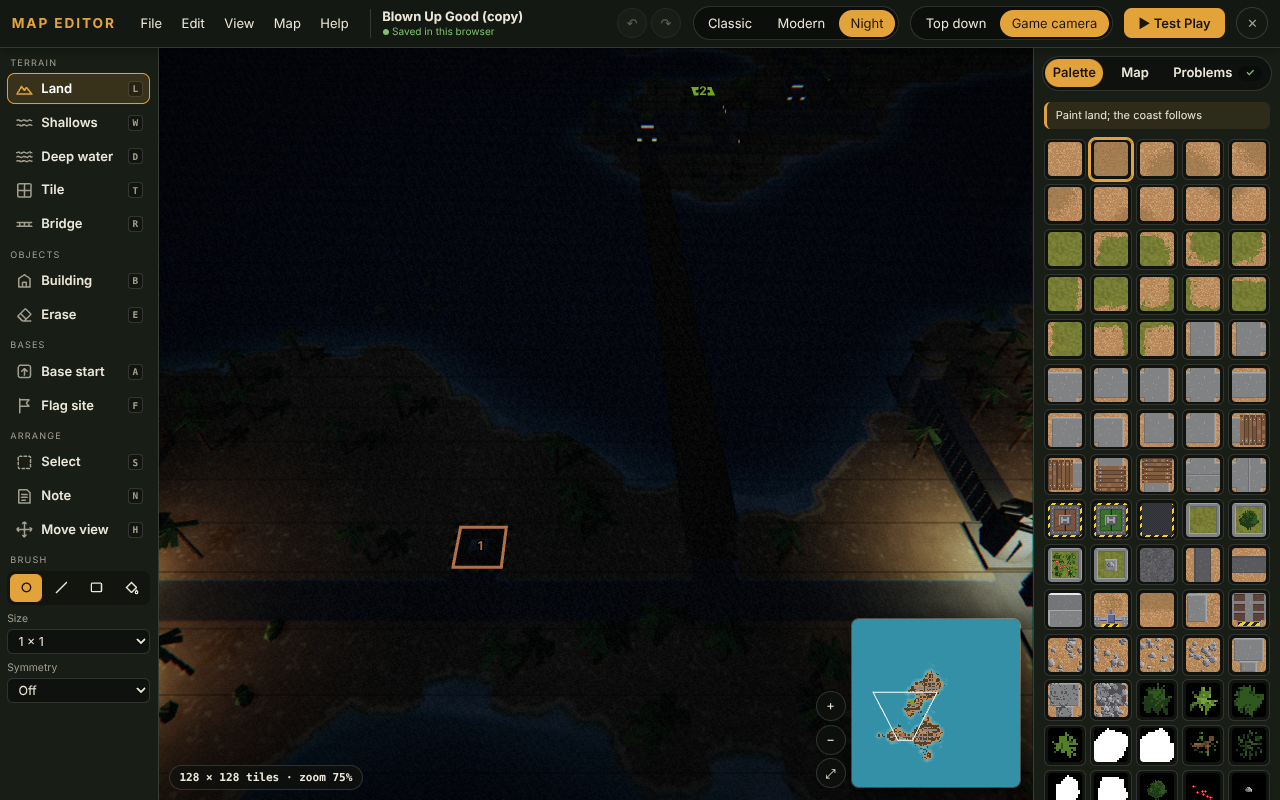 MAP EDITOR
File Edit View Map Help
Blown Up Good (copy)
Saved in this browser
Classic Modern Night
Top down Game camera
Test Play
TERRAIN
Land L
Shallows W
Deep water D
Tile T
Bridge R
OBJECTS
Building B
Erase E
BASES
Base start A
Flag site F
ARRANGE
Select S
Note N
Move view H
BRUSH
Size
1 × 1
Symmetry
Off
2
1
128 × 128 tiles · zoom 75%
Palette Map Problems
Paint land; the coast follows